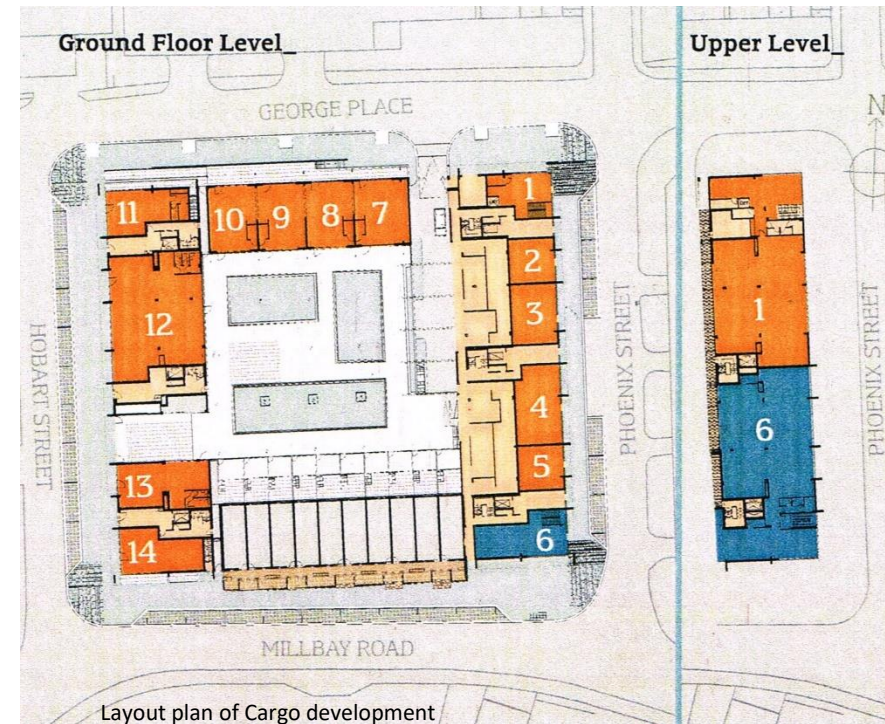 Ground Floor Level_
Upper Level_
GEORGE PLACE
N
11
10 9 8 7
1
2
3
12
1
HOBART STREET
PHOENIX STREET
PHOENIX STREET
4
6
13
5
14
6
MILLBAY ROAD
Layout plan of Cargo development